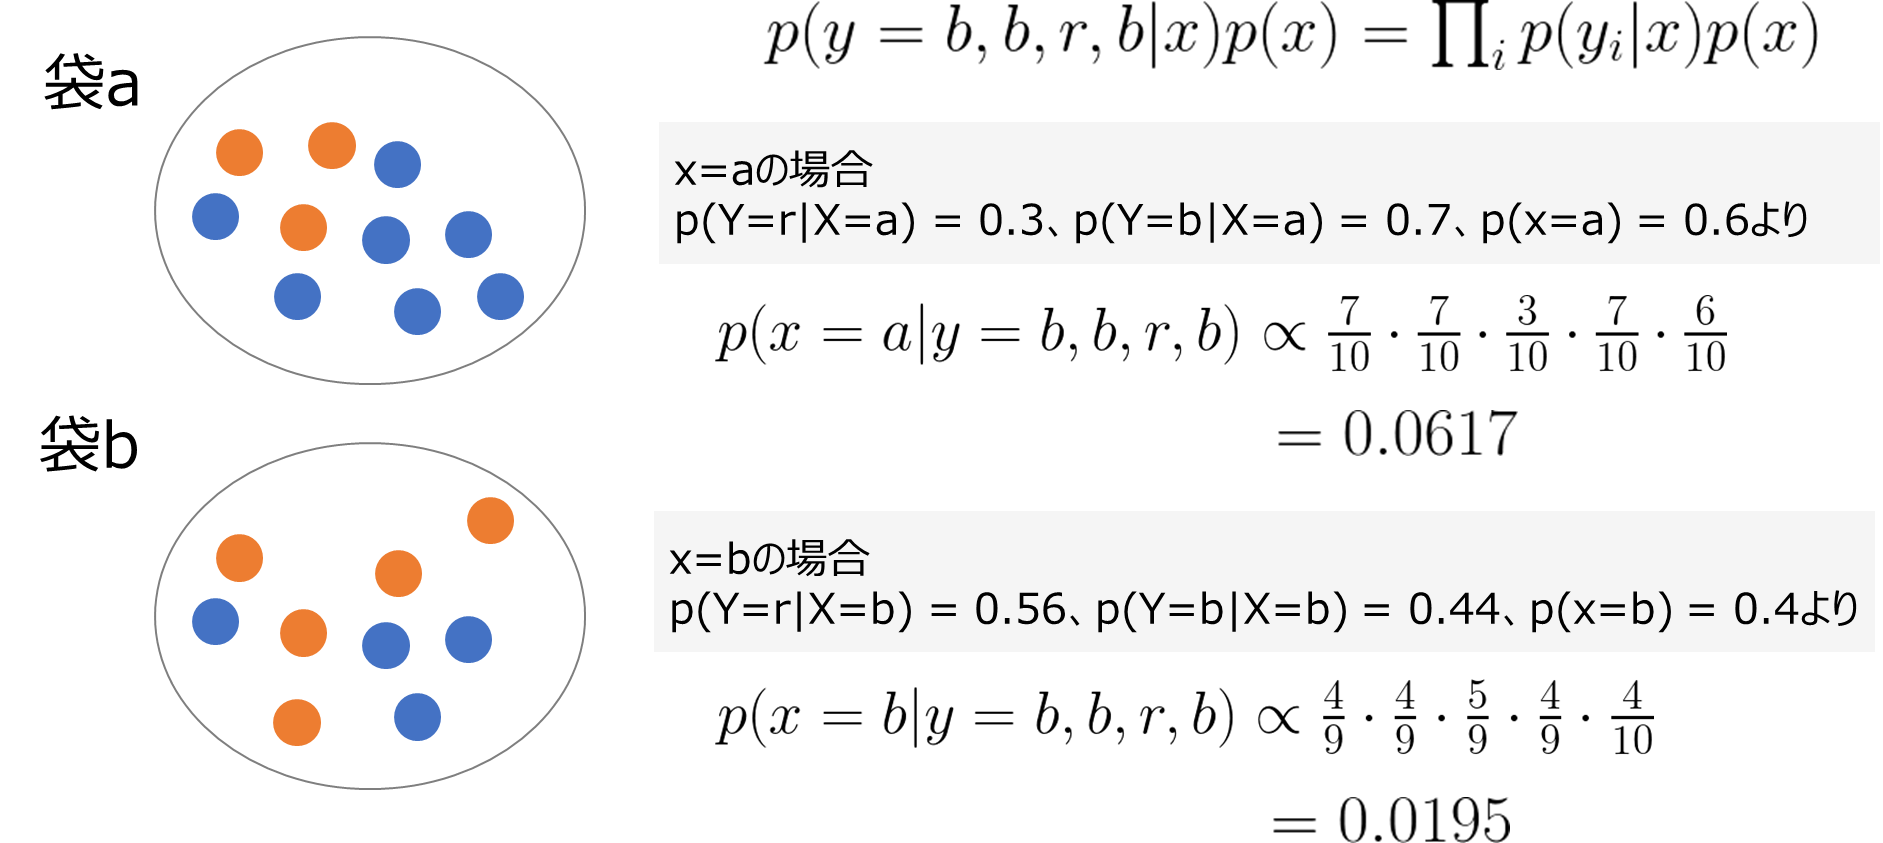 p(y = b, b, r, b|x)p(x) = ∏_i p(y_i|x)p(x)
袋a
x=aの場合
p(Y=r|X=a) = 0.3、p(Y=b|X=a) = 0.7、p(x=a) = 0.6より
p(x = a|y = b, b, r, b) ∝ 7/10 · 7/10 · 3/10 · 7/10 · 6/10
= 0.0617
袋b
x=bの場合
p(Y=r|X=b) = 0.56、p(Y=b|X=b) = 0.44、p(x=b) = 0.4より
p(x = b|y = b, b, r, b) ∝ 4/9 · 4/9 · 5/9 · 4/9 · 4/10
= 0.0195